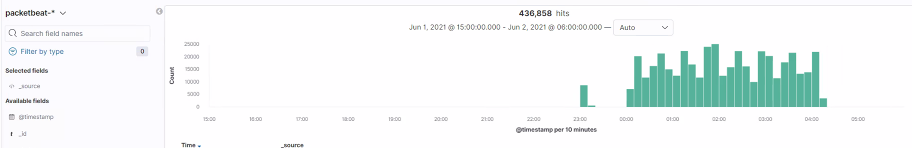 packetbeat-*
Search field names
Filter by type 0
Selected fields
</> _source
Available fields
@timestamp
t _id
436,858 hits
Jun 1, 2021 @ 15:00:00.000 - Jun 2, 2021 @ 06:00:00.000 — Auto
Count
25000
20000
15000
10000
5000
0
15:00 16:00 17:00 18:00 19:00 20:00 21:00 22:00 23:00 00:00 01:00 02:00 03:00 04:00 05:00
@timestamp per 10 minutes
Time _source